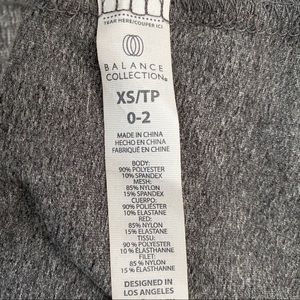 TEAR HERE/COUPER ICI
BALANCE
COLLECTION®
XS/TP
0-2
MADE IN CHINA
HECHO EN CHINA
FABRIQUÉ EN CHINE
BODY:
90% POLYESTER
10% SPANDEX
MESH:
85% NYLON
15% SPANDEX
CUERPO:
90% POLIESTER
10% ELASTANE
RED:
85% NYLON
15% ELASTANE
TISSU:
90 % POLYESTER
10 % ÉLASTHANNE
FILET:
85 % NYLON
15 % ÉLASTHANNE
DESIGNED IN
LOS ANGELES